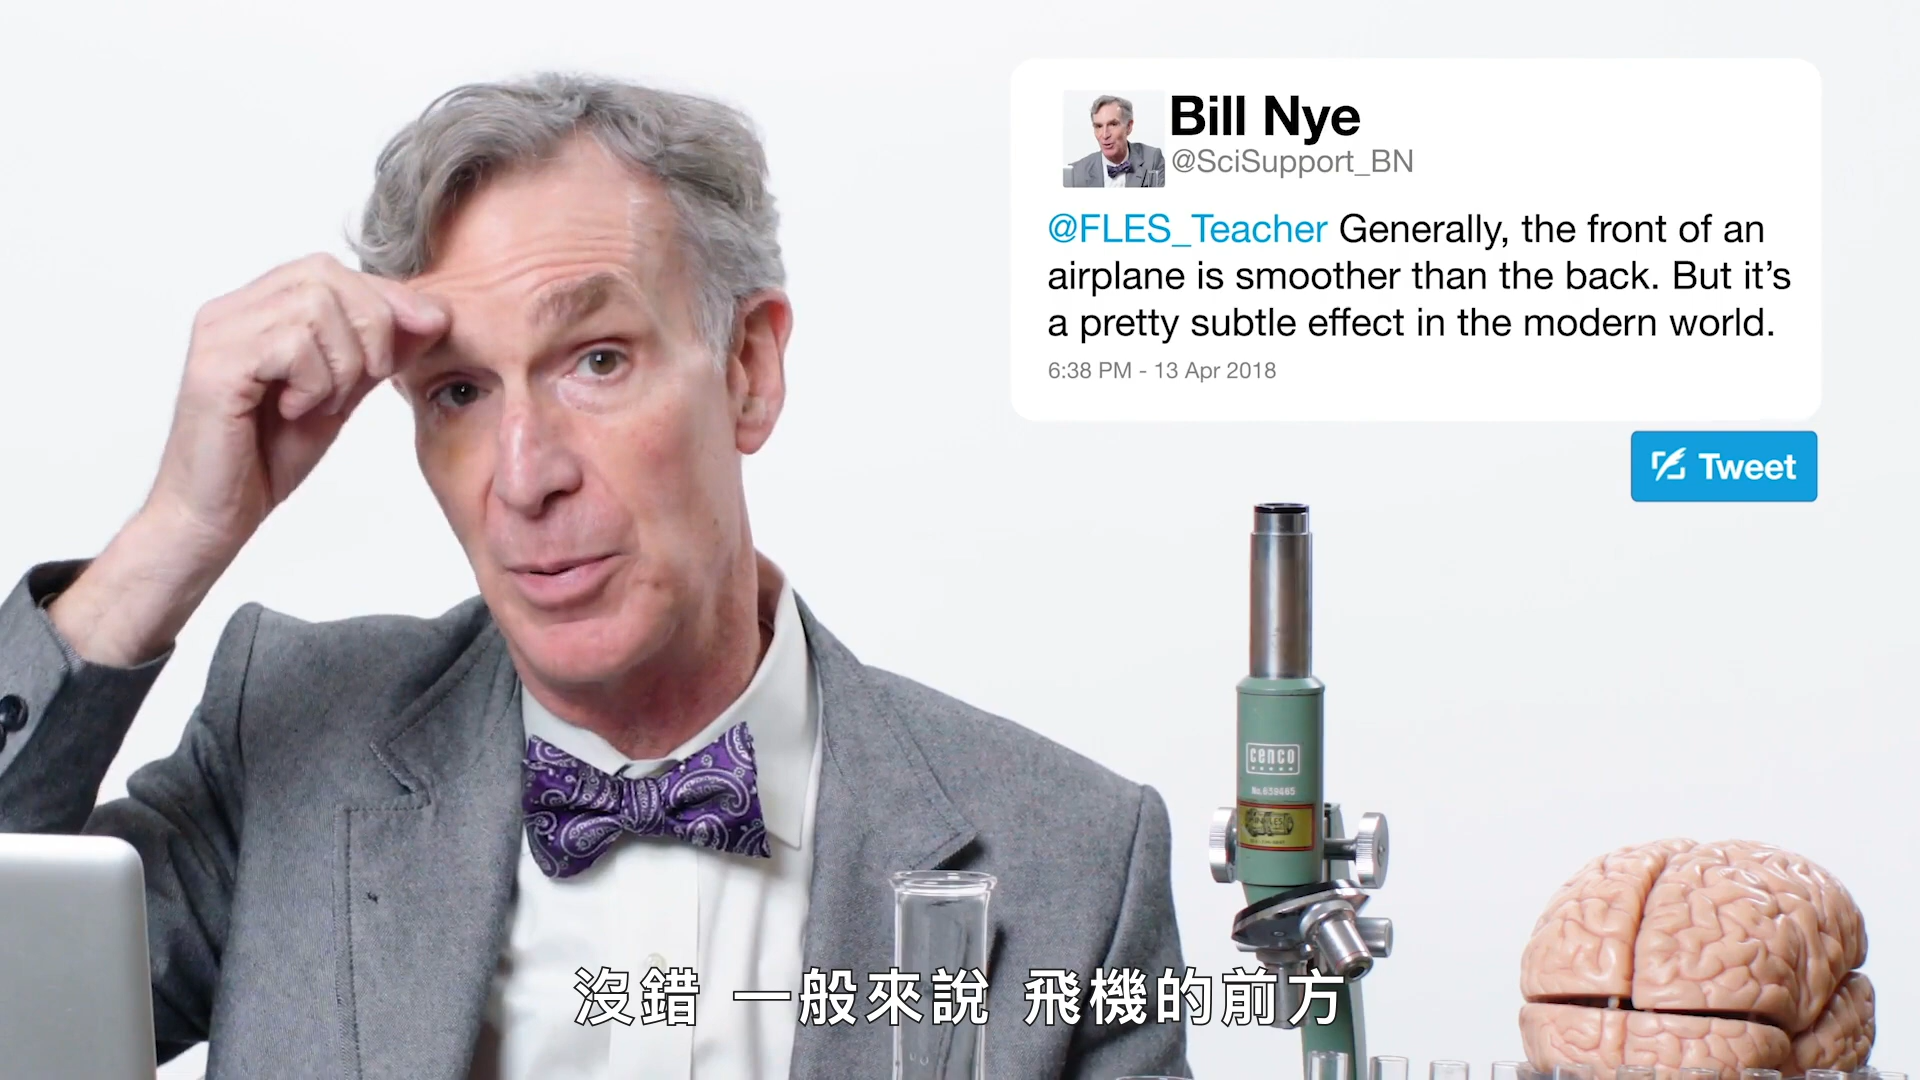 Bill Nye
@SciSupport_BN
@FLES_Teacher Generally, the front of an
airplane is smoother than the back. But it’s
a pretty subtle effect in the modern world.
6:38 PM - 13 Apr 2018
Tweet
cenco
No.639465
沒錯 一般來說 飛機的前方